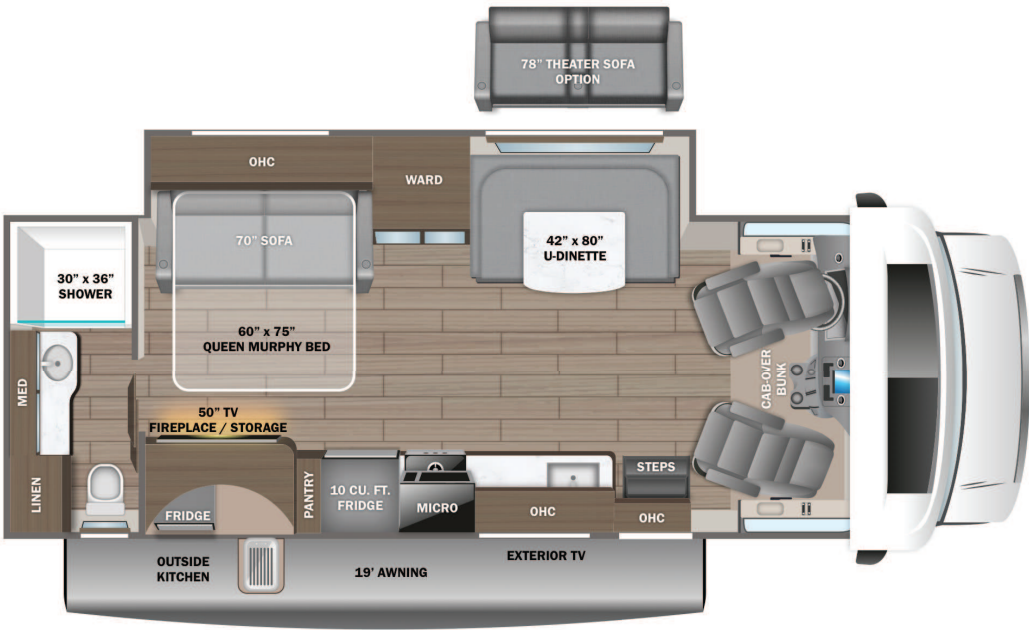 78” THEATER SOFA
OPTION
OHC
WARD
70” SOFA
42” x 80”
U-DINETTE
30” x 36”
SHOWER
60” x 75”
QUEEN MURPHY BED
CAB-OVER
BUNK
MED
LINEN
50” TV
FIREPLACE / STORAGE
FRIDGE
PANTRY
10 CU. FT.
FRIDGE
MICRO
OHC
STEPS
OHC
OUTSIDE
KITCHEN
19’ AWNING
EXTERIOR TV